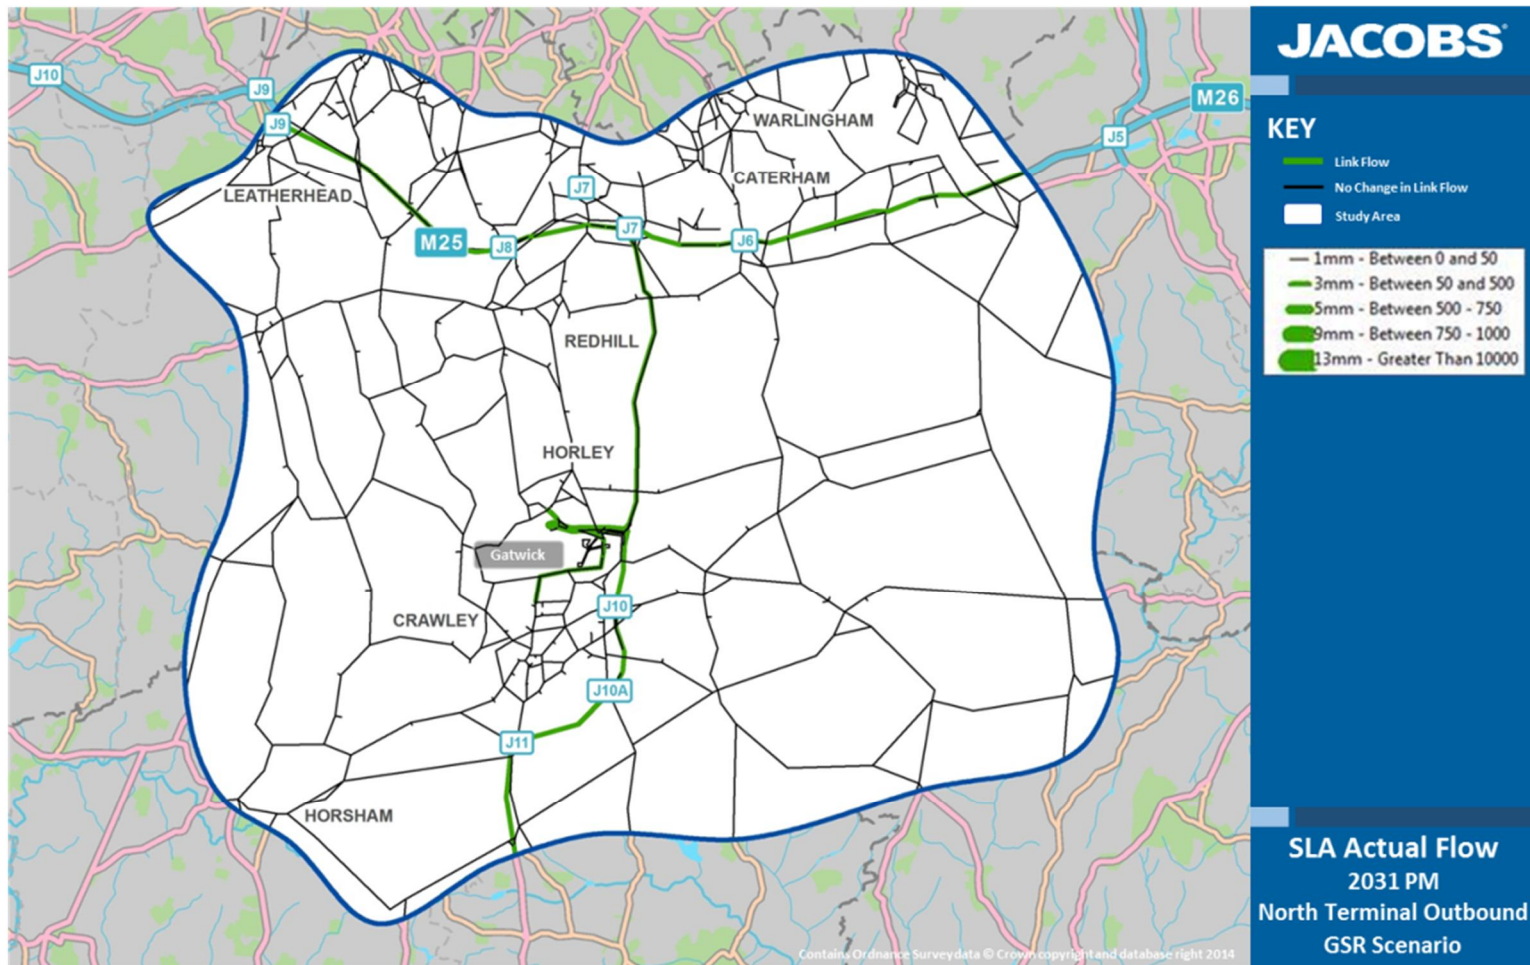 JACOBS
J10
J9
M26
J9
WARLINGHAM
J5
KEY
Link Flow
CATERHAM
No Change in Link Flow
J7
LEATHERHEAD
Study Area
J7
M25
J8
J6
1mm - Between 0 and 50
3mm - Between 50 and 500
5mm - Between 500 - 750
9mm - Between 750 - 1000
13mm - Greater Than 10000
REDHILL
HORLEY
Gatwick
J10
CRAWLEY
J10A
J11
HORSHAM
SLA Actual Flow
2031 PM
North Terminal Outbound
GSR Scenario
Contains Ordnance Survey data © Crown copyright and database right 2014